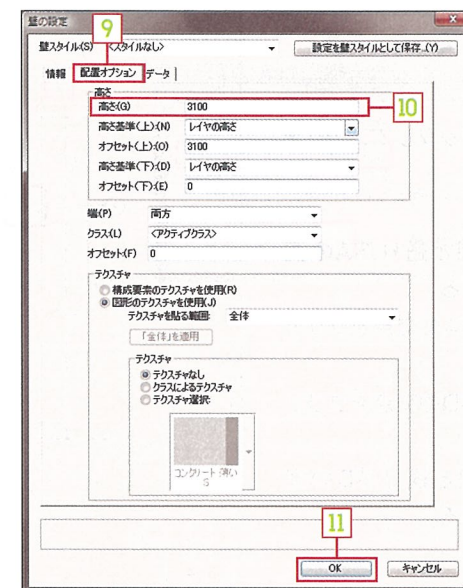 壁の設定
9
壁スタイル:(S) <スタイルなし> 設定を壁スタイルとして保存...(Y)
情報 配置オプション データ
高さ
高さ(G) 3100
10
高さ基準(上):(N) レイヤの高さ
オフセット(上):(O) 3100
高さ基準(下):(D) レイヤの高さ
オフセット(下):(E) 0
端(P) 両方
クラス(L) <アクティブクラス>
オフセット:(F) 0
テクスチャ
構成要素のテクスチャを使用(R)
図形のテクスチャを使用(J)
テクスチャを貼る範囲: 全体
「全体」を適用
テクスチャ
テクスチャなし
クラスによるテクスチャ
テクスチャ選択:
コンクリート 薄い
G
11
OK キャンセル